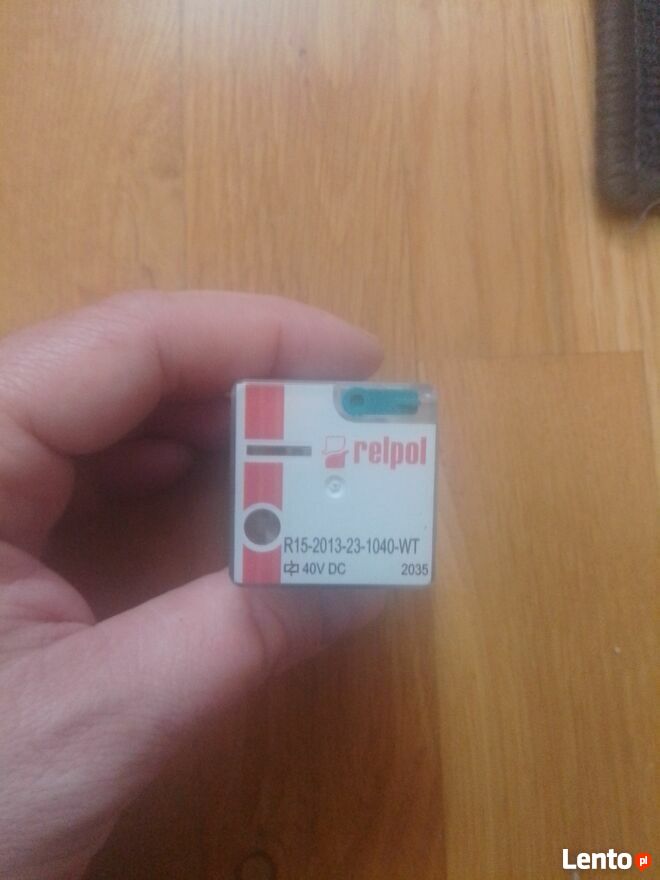 relpol
R15-2013-23-1040-WT
40V DC 2035
Lento pl